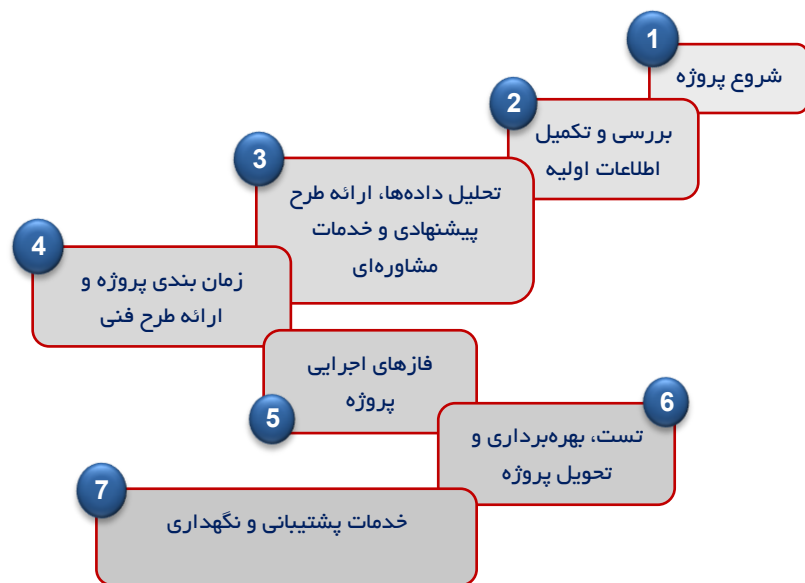 1
شروع پروژه
2
بررسی و تکمیل
اطلاعات اولیه
3
تحلیل داده‌ها، ارائه طرح
پیشنهادی و خدمات
مشاوره‌ای
4
زمان بندی پروژه و
ارائه طرح فنی
5
فازهای اجرایی
پروژه
6
تست، بهره‌برداری و
تحویل پروژه
7
خدمات پشتیبانی و نگهداری